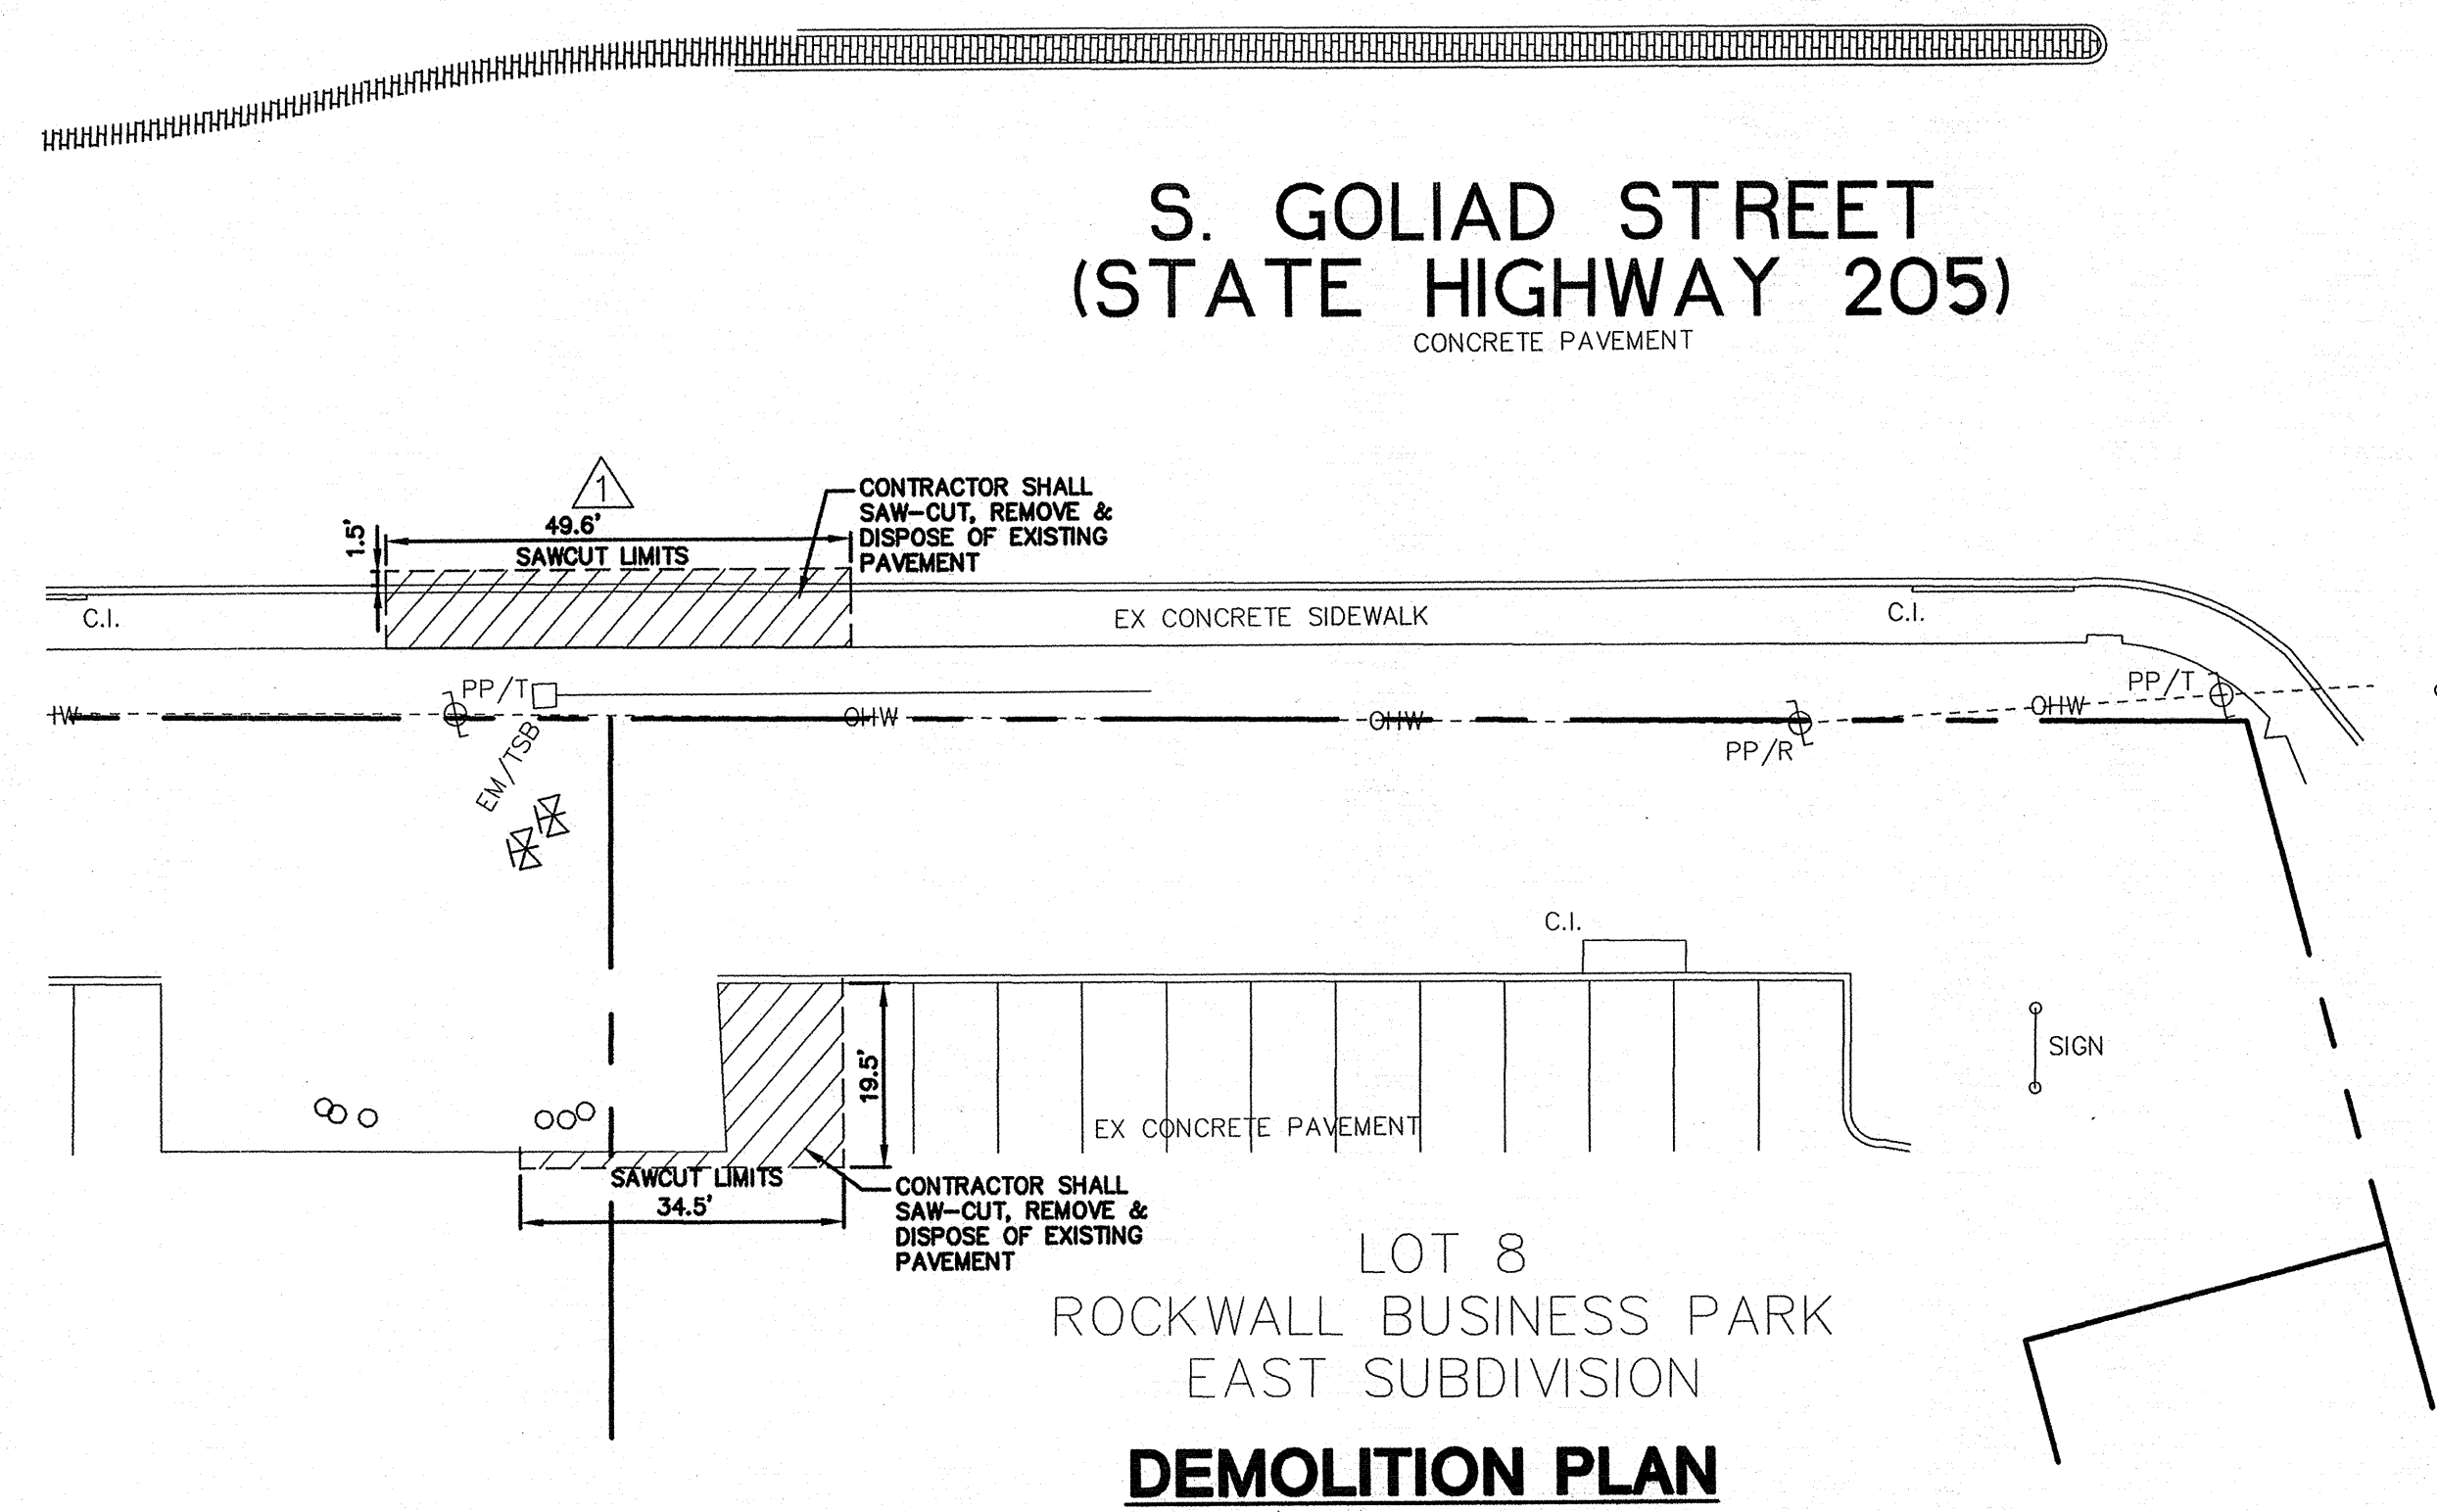 S. GOLIAD STREET
(STATE HIGHWAY 205)
CONCRETE PAVEMENT
1
49.6'
SAWCUT LIMITS
1.5'
CONTRACTOR SHALL
SAW-CUT, REMOVE &
DISPOSE OF EXISTING
PAVEMENT
C.I.
EX CONCRETE SIDEWALK
C.I.
PP/T
PP/T
HW
OHW
OHW
OHW
PP/R
EM/TSB
C.I.
19.5'
SIGN
EX CONCRETE PAVEMENT
SAWCUT LIMITS
34.5'
CONTRACTOR SHALL
SAW-CUT, REMOVE &
DISPOSE OF EXISTING
PAVEMENT
LOT 8
ROCKWALL BUSINESS PARK
EAST SUBDIVISION
DEMOLITION PLAN